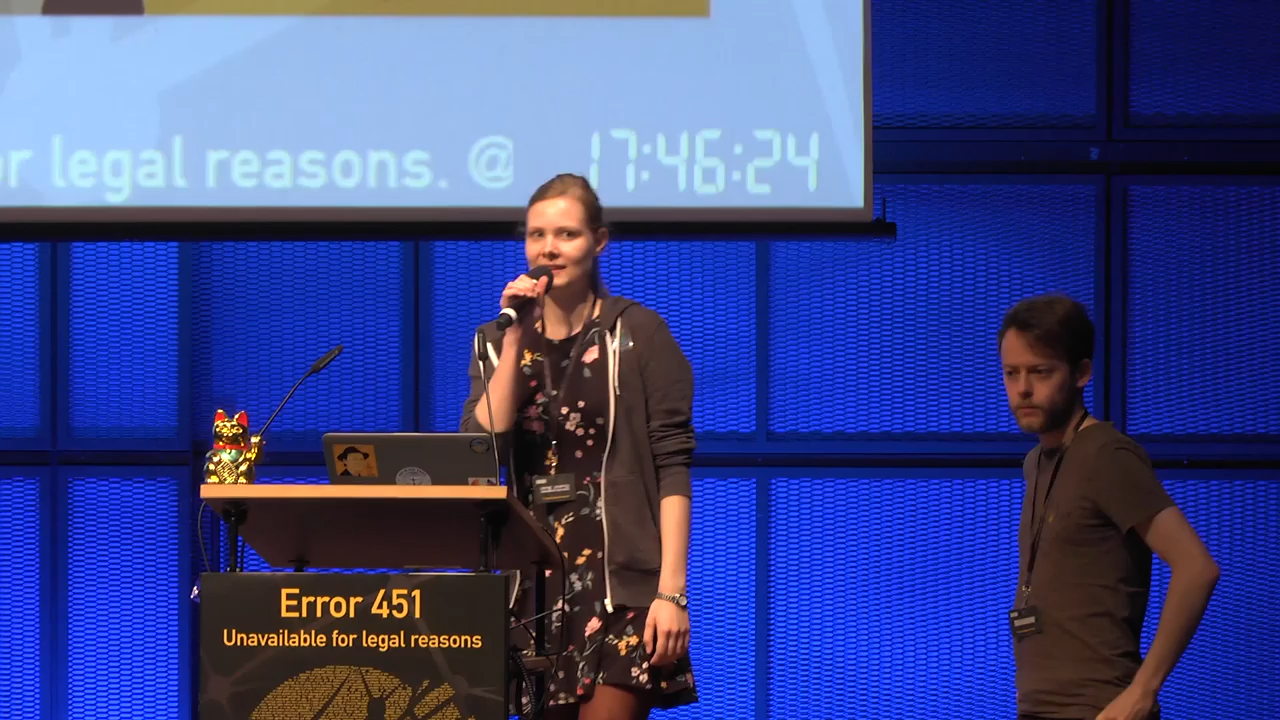 or legal reasons. @ 17:46:24
Error 451
Unavailable for legal reasons